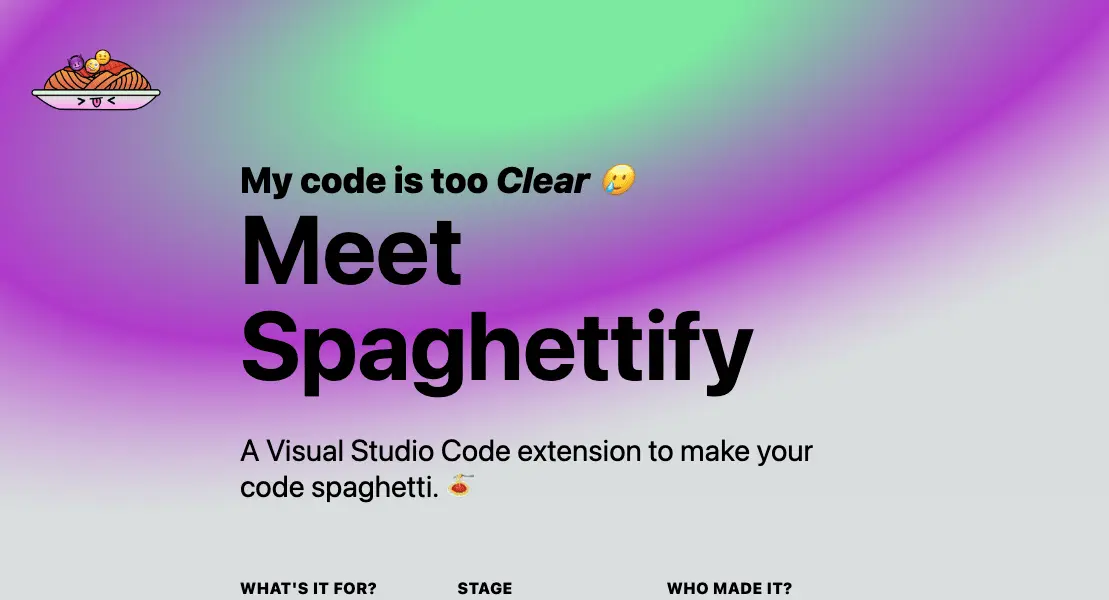 My code is too Clear 🥲
Meet
Spaghettify
A Visual Studio Code extension to make your
code spaghetti. 🍝
WHAT'S IT FOR? STAGE WHO MADE IT?